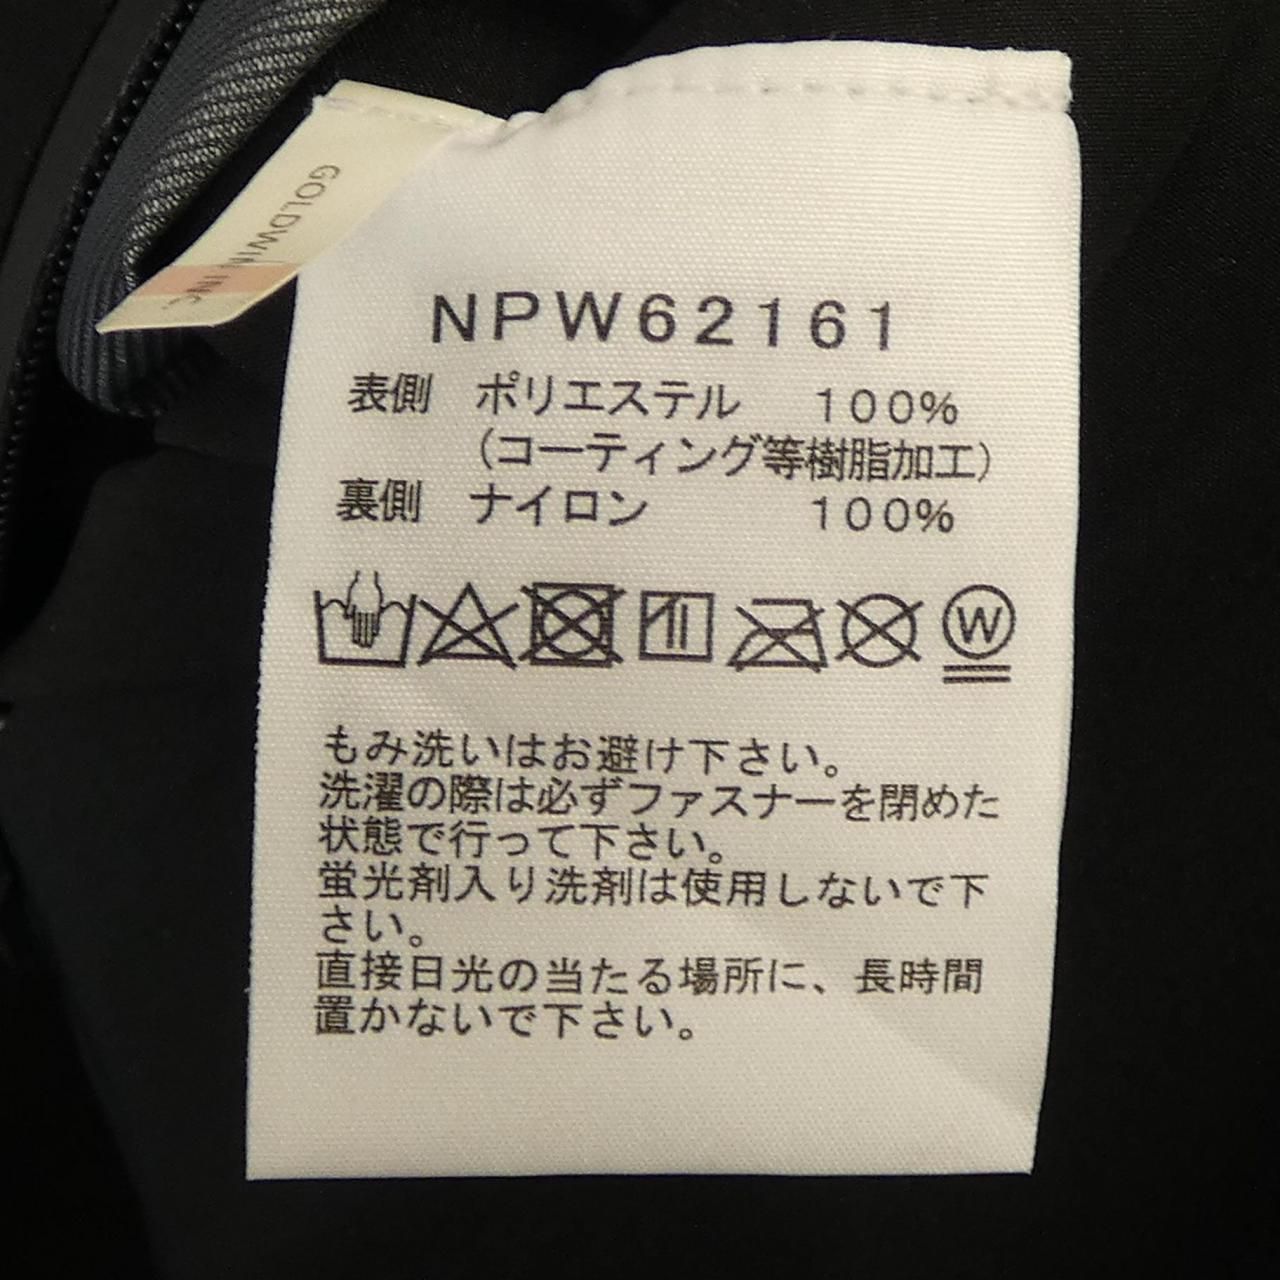 GOLDWIN INC.
NPW62161
表側 ポリエステル 100%
(コーティング等樹脂加工)
裏側 ナイロン 100%
W
もみ洗いはお避け下さい。
洗濯の際は必ずファスナーを閉めた
状態で行って下さい。
蛍光剤入り洗剤は使用しないで下
さい。
直接日光の当たる場所に、長時間
置かないで下さい。